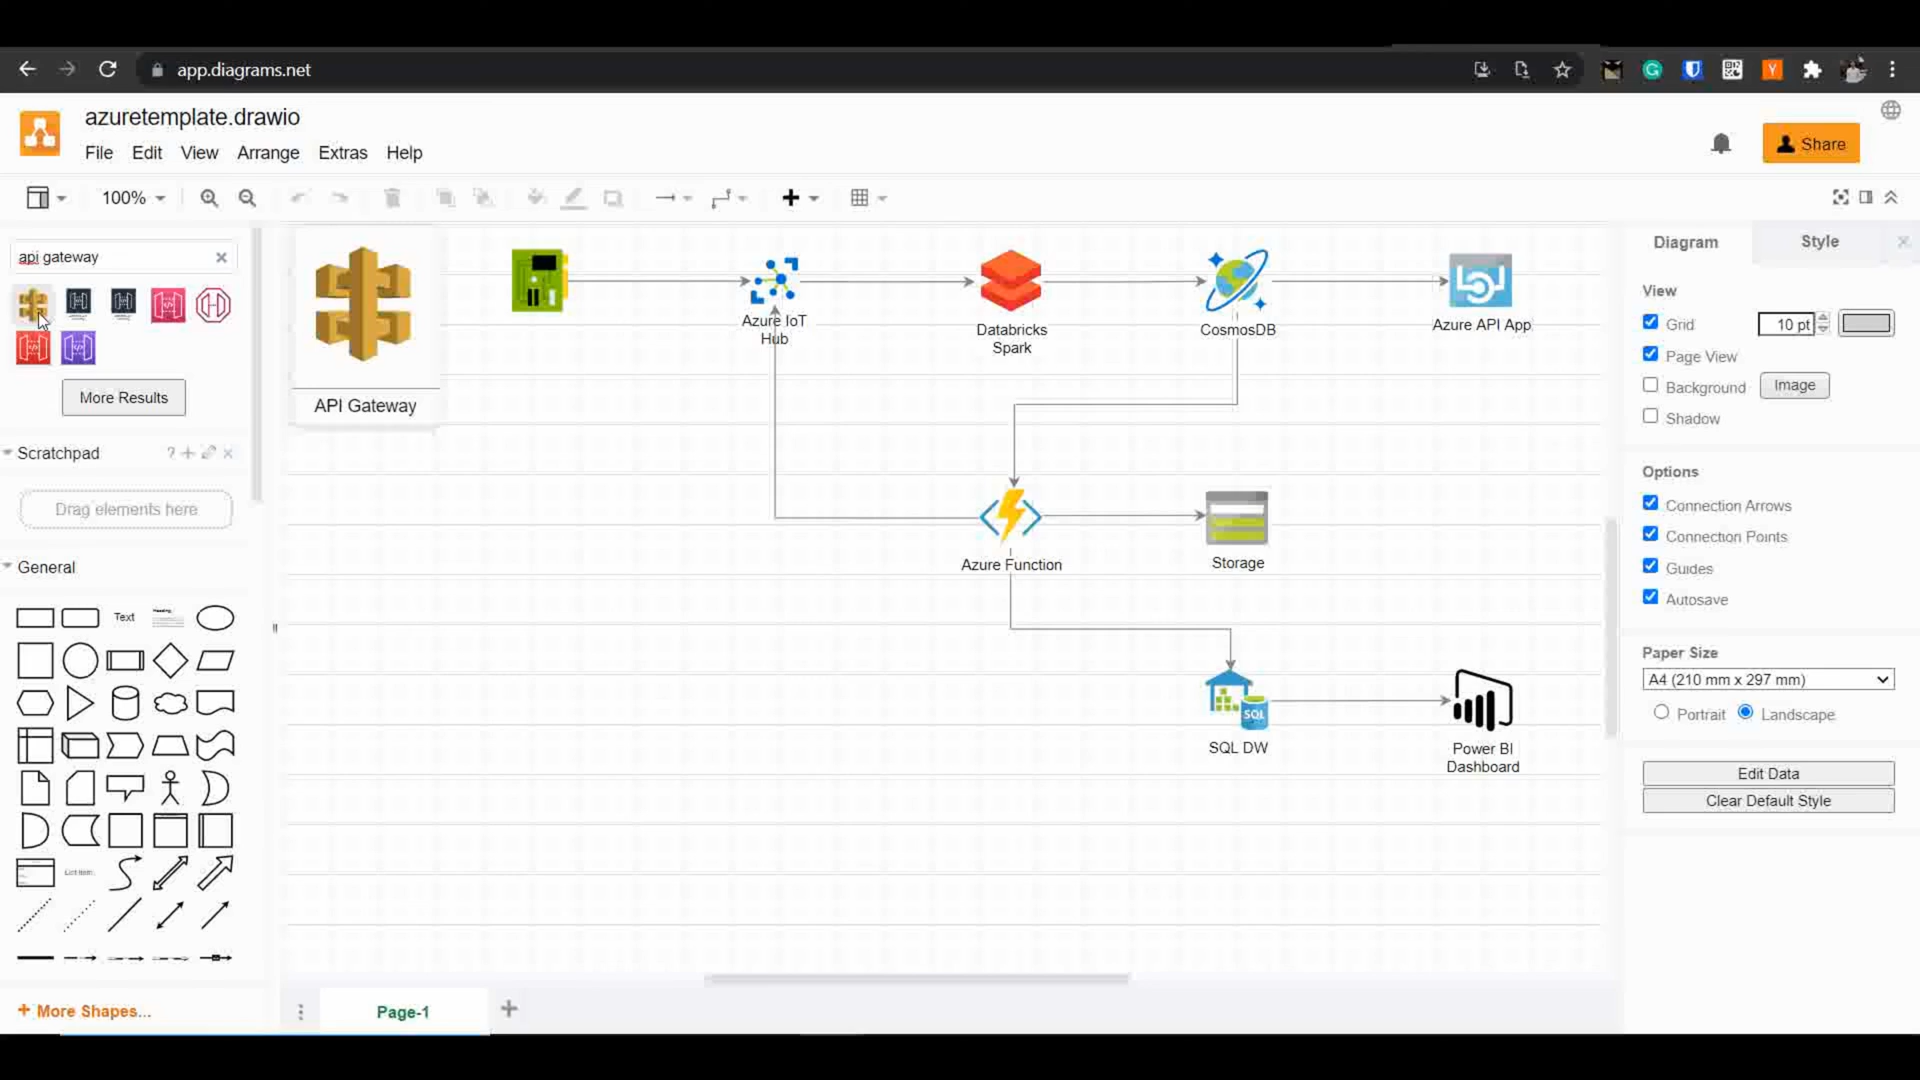 app.diagrams.net
azuretemplate.drawio
File Edit View Arrange Extras Help
Share
100%
api gateway
More Results
Scratchpad
?
Drag elements here
General
Text
Heading
List Item
+ More Shapes...
API Gateway
Azure IoT
Hub
Databricks
Spark
CosmosDB
Azure API App
Azure Function
Storage
SQL
SQL DW
Power BI
Dashboard
Page-1
Diagram Style
View
Grid 10 pt
Page View
Background Image
Shadow
Options
Connection Arrows
Connection Points
Guides
Autosave
Paper Size
A4 (210 mm x 297 mm)
Portrait Landscape
Edit Data
Clear Default Style